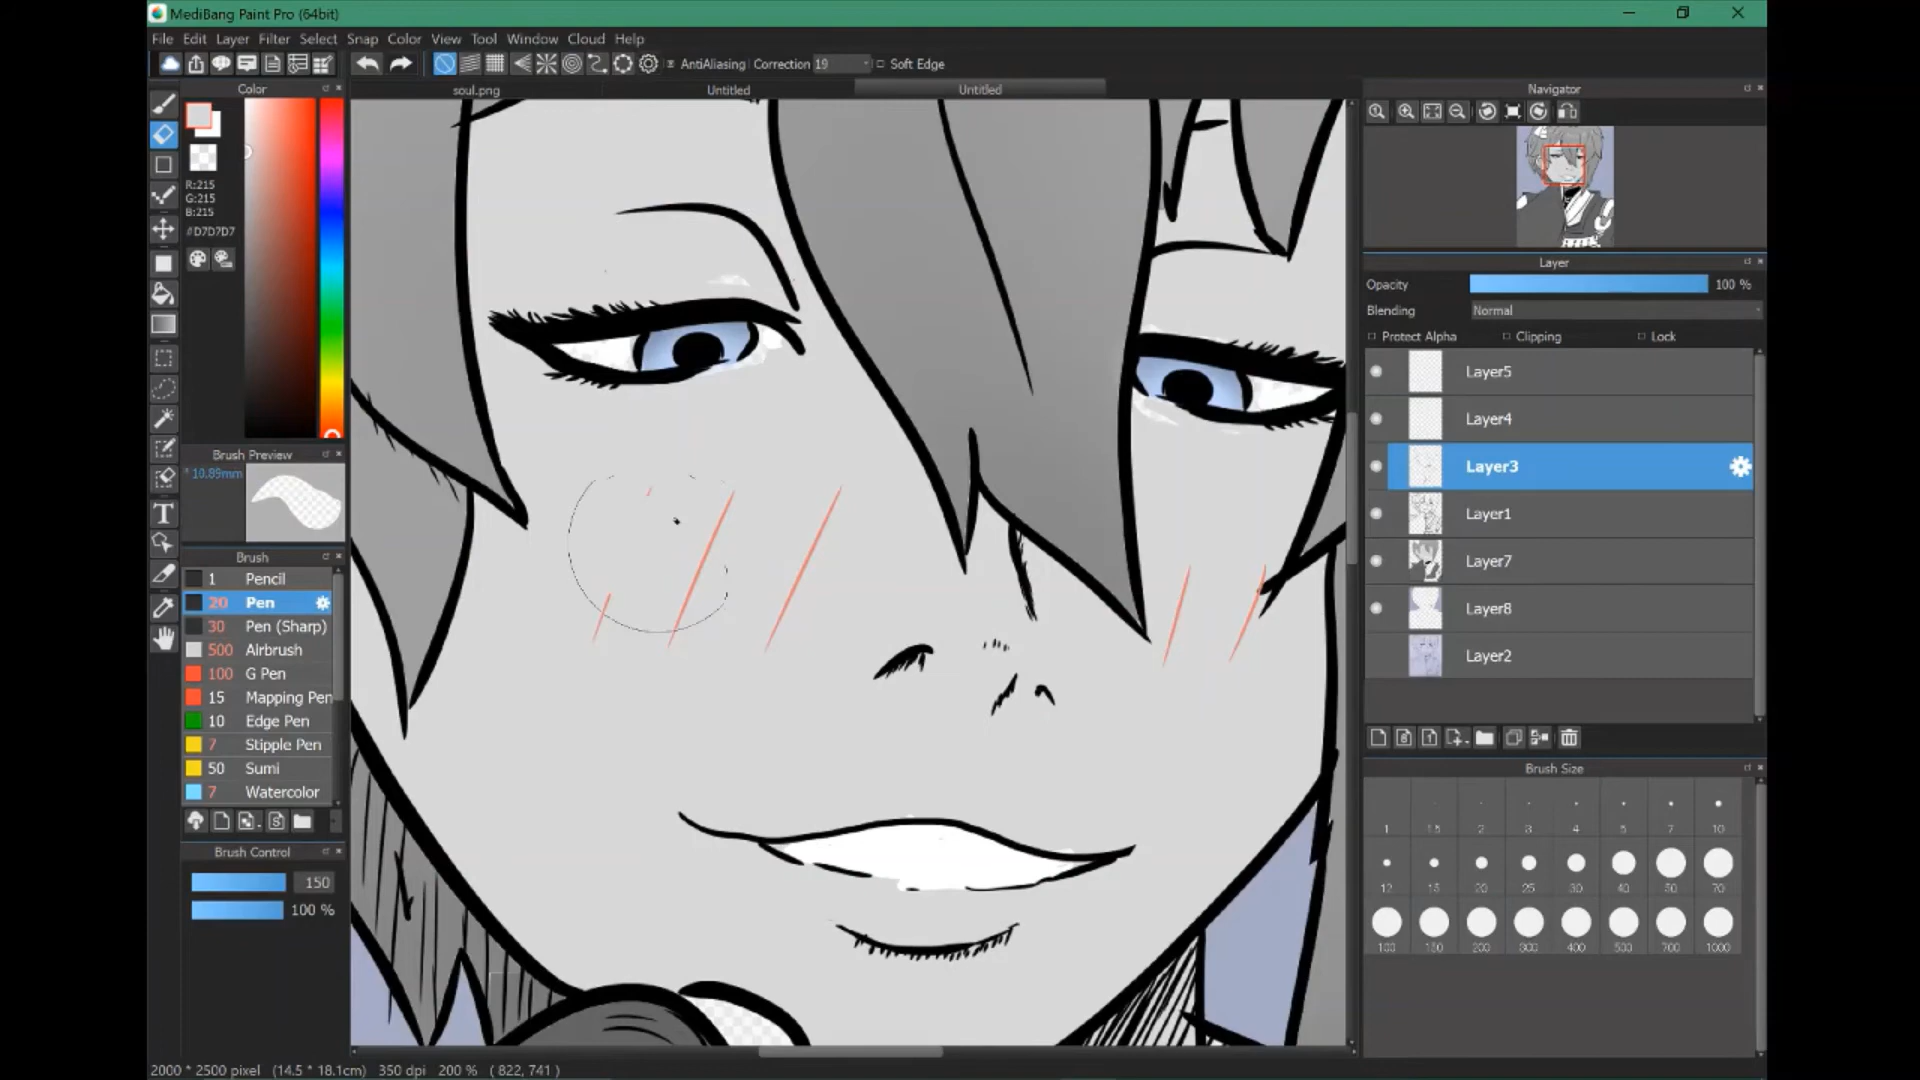 MediBang Paint Pro (64bit)
File Edit Layer Filter Select Snap Color View Tool Window Cloud Help
AntiAliasing Correction 19 Soft Edge
Color
soul.png Untitled Untitled
Navigator
R:215
G:215
B:215
#D7D7D7
Layer
Opacity 100 %
Blending Normal
Protect Alpha Clipping Lock
Layer5
Layer4
Layer3
Layer1
Layer7
Layer8
Layer2
Brush Preview
10.89mm
Brush
1 Pencil
20 Pen
30 Pen (Sharp)
500 Airbrush
100 G Pen
15 Mapping Pen
10 Edge Pen
7 Stipple Pen
50 Sumi
7 Watercolor
Brush Control
150
100 %
Brush Size
1 1.5 2 3 4 5 7 10
12 15 20 25 30 40 50 70
100 150 200 300 400 500 700 1000
2000 * 2500 pixel (14.5 * 18.1cm) 350 dpi 200 % ( 822, 741 )